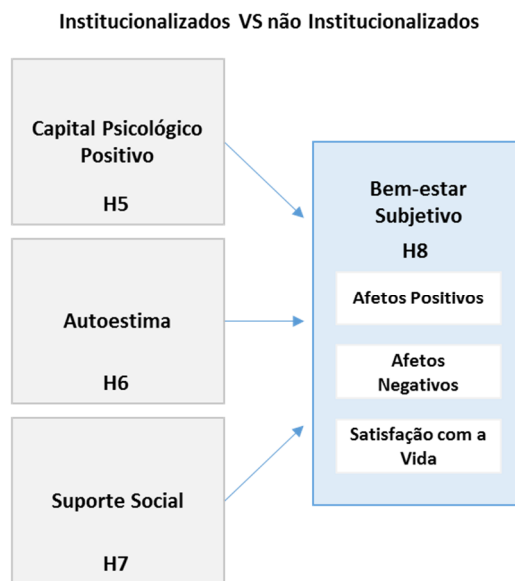 Institucionalizados VS não Institucionalizados
Capital Psicológico
Positivo
H5
Autoestima
H6
Suporte Social
H7
Bem-estar
Subjetivo
H8
Afetos Positivos
Afetos
Negativos
Satisfação com a
Vida